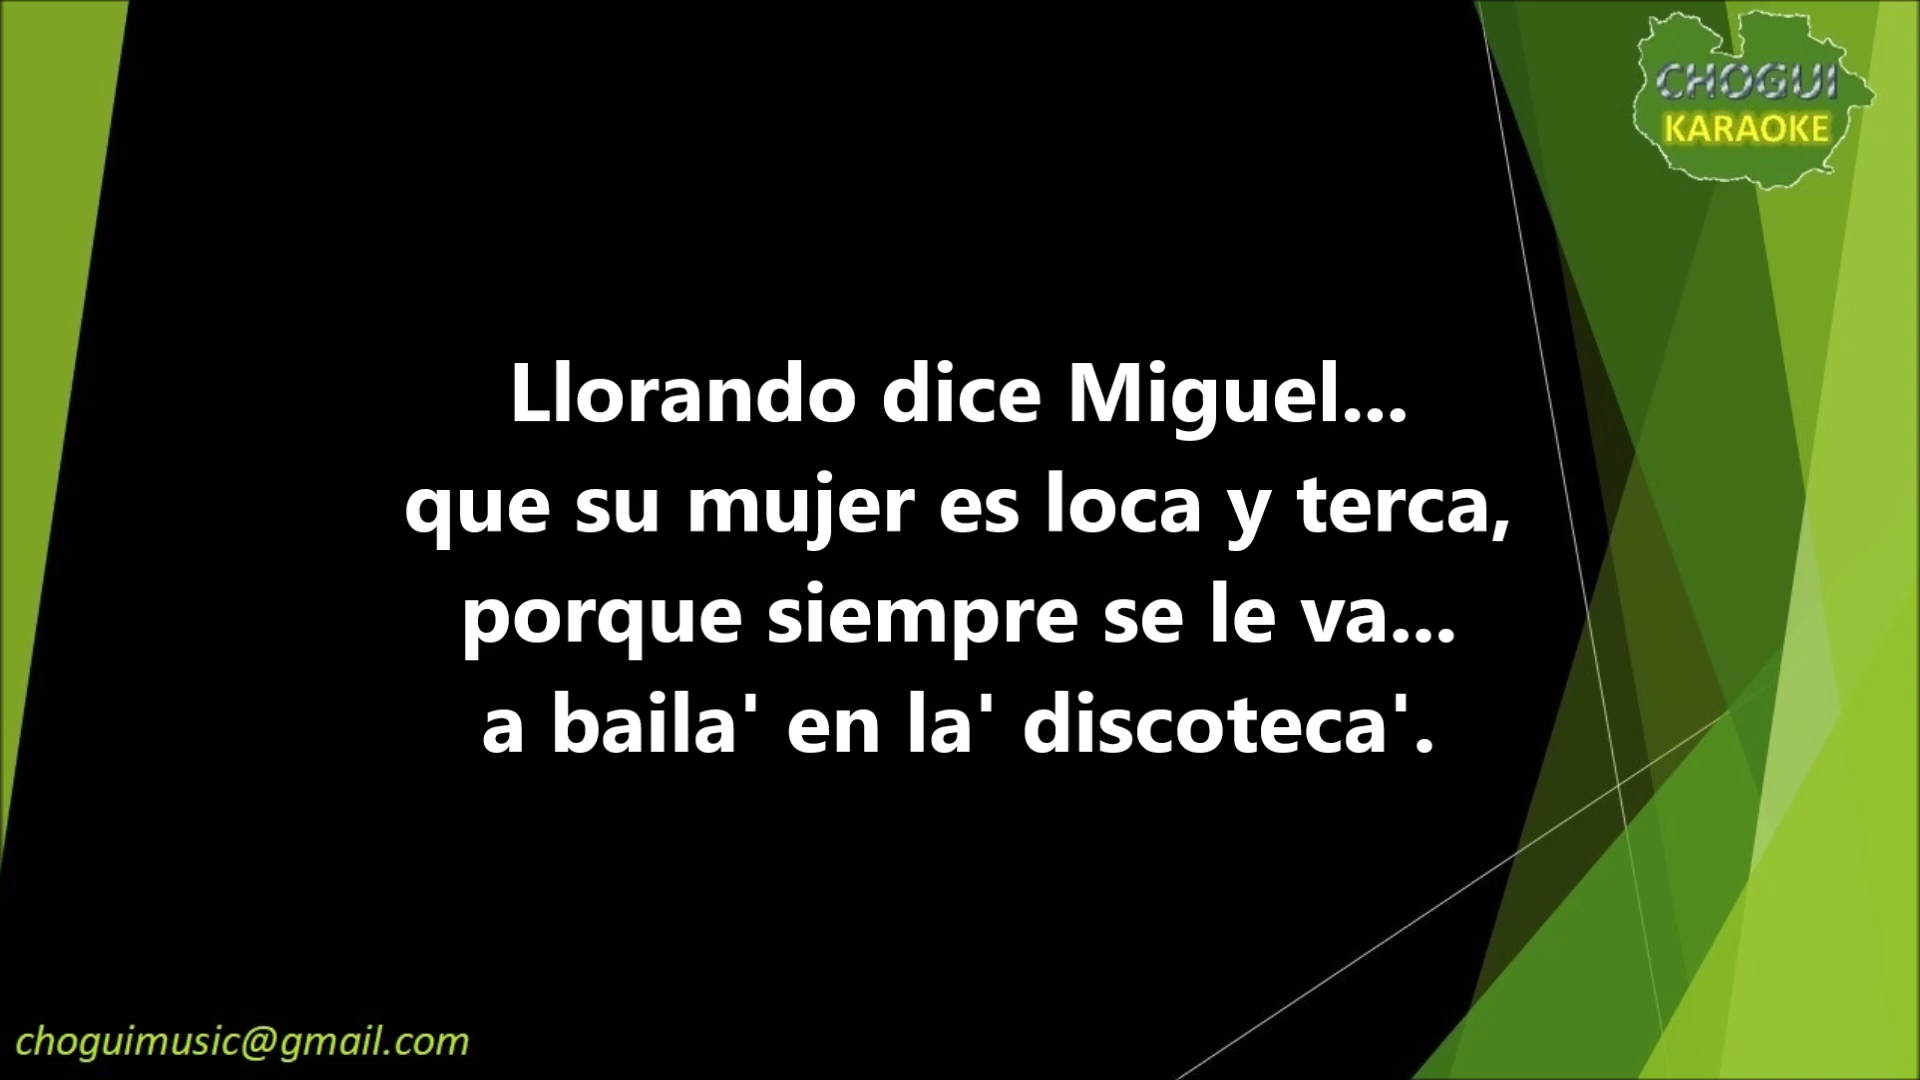 CHOGUI
KARAOKE
Llorando dice Miguel...
que su mujer es loca y terca,
porque siempre se le va...
a baila' en la' discoteca'.
choguimusic@gmail.com